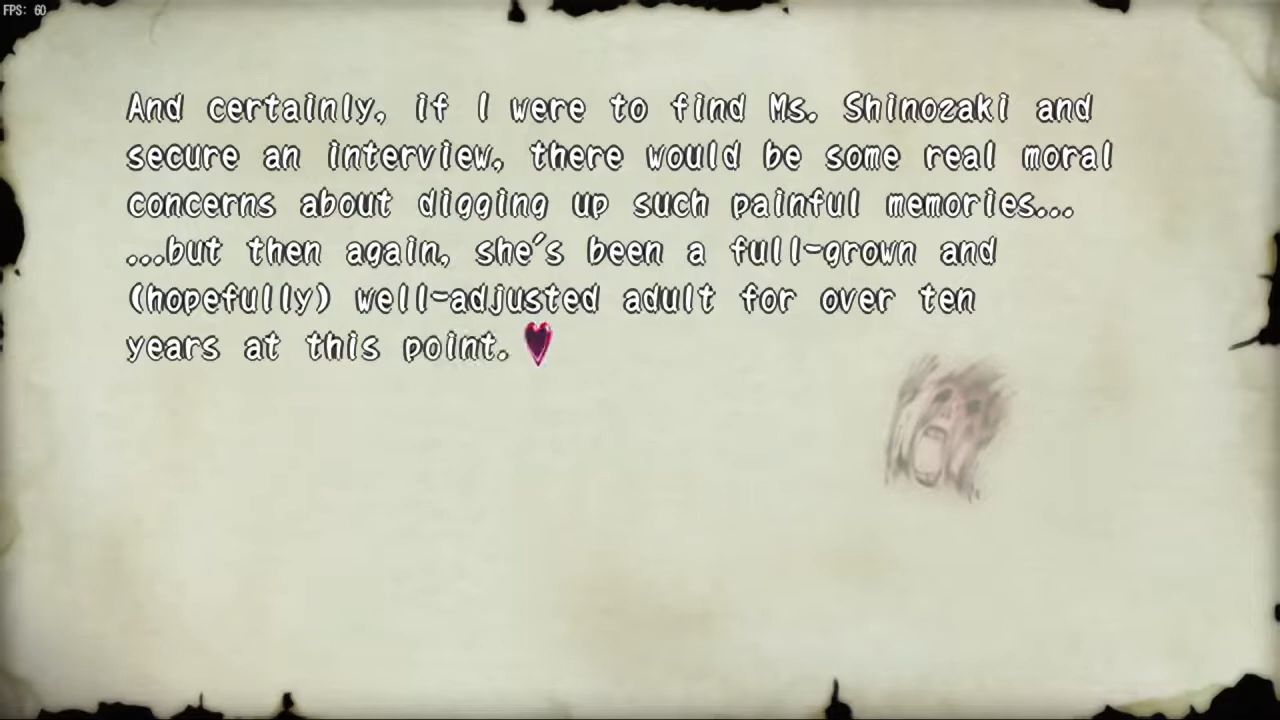 FPS: 60
And certainly, if I were to find Ms. Shinozaki and
secure an interview, there would be some real moral
concerns about digging up such painful memories...
...but then again, she's been a full-grown and
(hopefully) well-adjusted adult for over ten
years at this point.